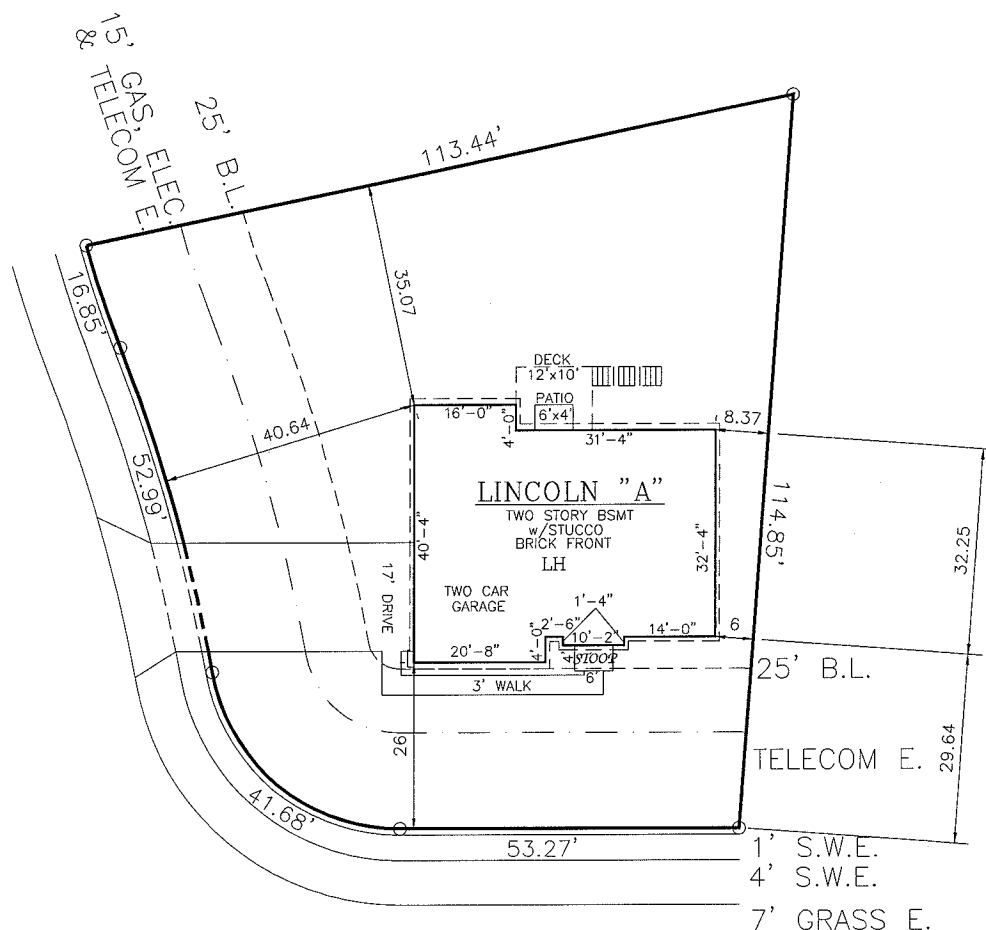 15' GAS, ELEC.
& TELECOM E.
25' B.L.
113.44'
16.85'
35.07
DECK
12'x10'
PATIO
6'x4'
16'-0"
4'-0"
31'-4"
8.37
40.64
52.99'
LINCOLN "A"
TWO STORY BSMT
w/STUCCO
BRICK FRONT
LH
40'-4"
32'-4"
114.85'
32.25
17' DRIVE
TWO CAR
GARAGE
1'-4"
2'-6"
10'-2"
14'-0"
6
4'-0"
4'
STOOP
20'-8"
6'
25' B.L.
3' WALK
26
TELECOM E.
29.64
41.68'
53.27'
1' S.W.E.
4' S.W.E.
7' GRASS E.